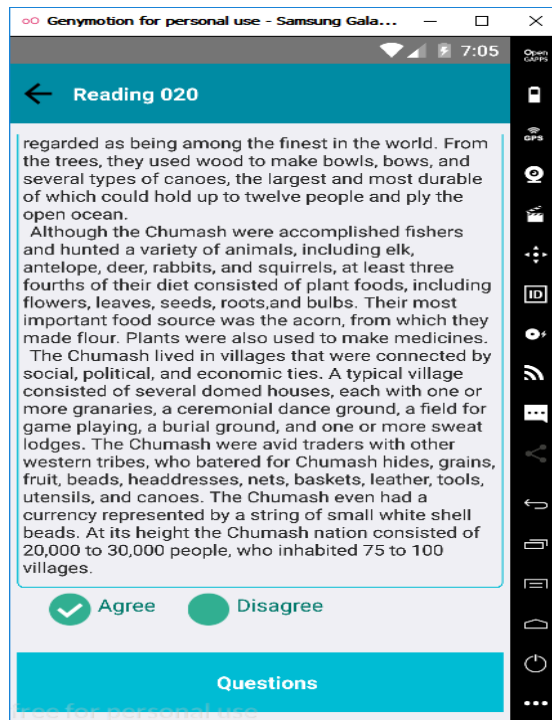 Genymotion for personal use - Samsung Gala...
7:05
Open
GAPPS
Reading 020
GPS
regarded as being among the finest in the world. From
the trees, they used wood to make bowls, bows, and
several types of canoes, the largest and most durable
of which could hold up to twelve people and ply the
open ocean.
Although the Chumash were accomplished fishers
and hunted a variety of animals, including elk,
antelope, deer, rabbits, and squirrels, at least three
fourths of their diet consisted of plant foods, including
flowers, leaves, seeds, roots,and bulbs. Their most
important food source was the acorn, from which they
made flour. Plants were also used to make medicines.
The Chumash lived in villages that were connected by
social, political, and economic ties. A typical village
consisted of several domed houses, each with one or
more granaries, a ceremonial dance ground, a field for
game playing, a burial ground, and one or more sweat
lodges. The Chumash were avid traders with other
western tribes, who batered for Chumash hides, grains,
fruit, beads, headdresses, nets, baskets, leather, tools,
utensils, and canoes. The Chumash even had a
currency represented by a string of small white shell
beads. At its height the Chumash nation consisted of
20,000 to 30,000 people, who inhabited 75 to 100
villages.
ID
Agree Disagree
Questions
free for personal use